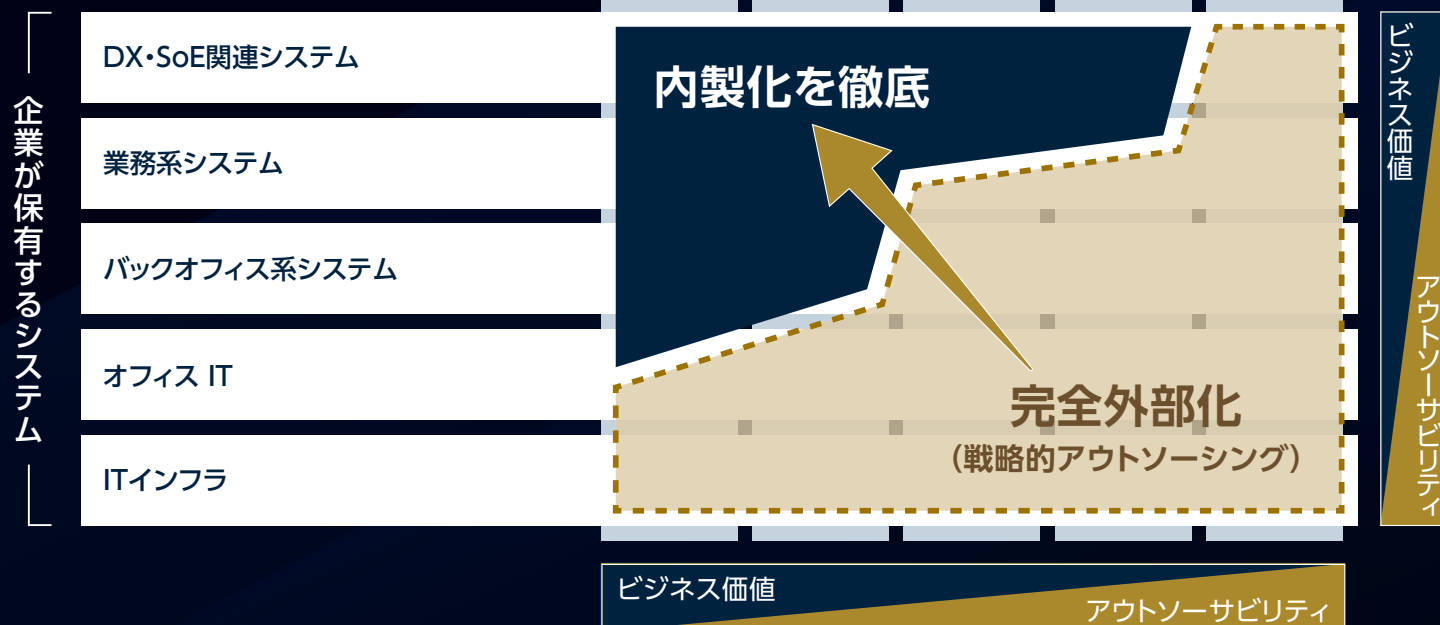 企業が保有するシステム
DX・SoE関連システム
業務系システム
バックオフィス系システム
オフィス IT
ITインフラ
内製化を徹底
完全外部化
（戦略的アウトソーシング）
ビジネス価値
アウトソーサビリティ
ビジネス価値
アウトソーサビリティ